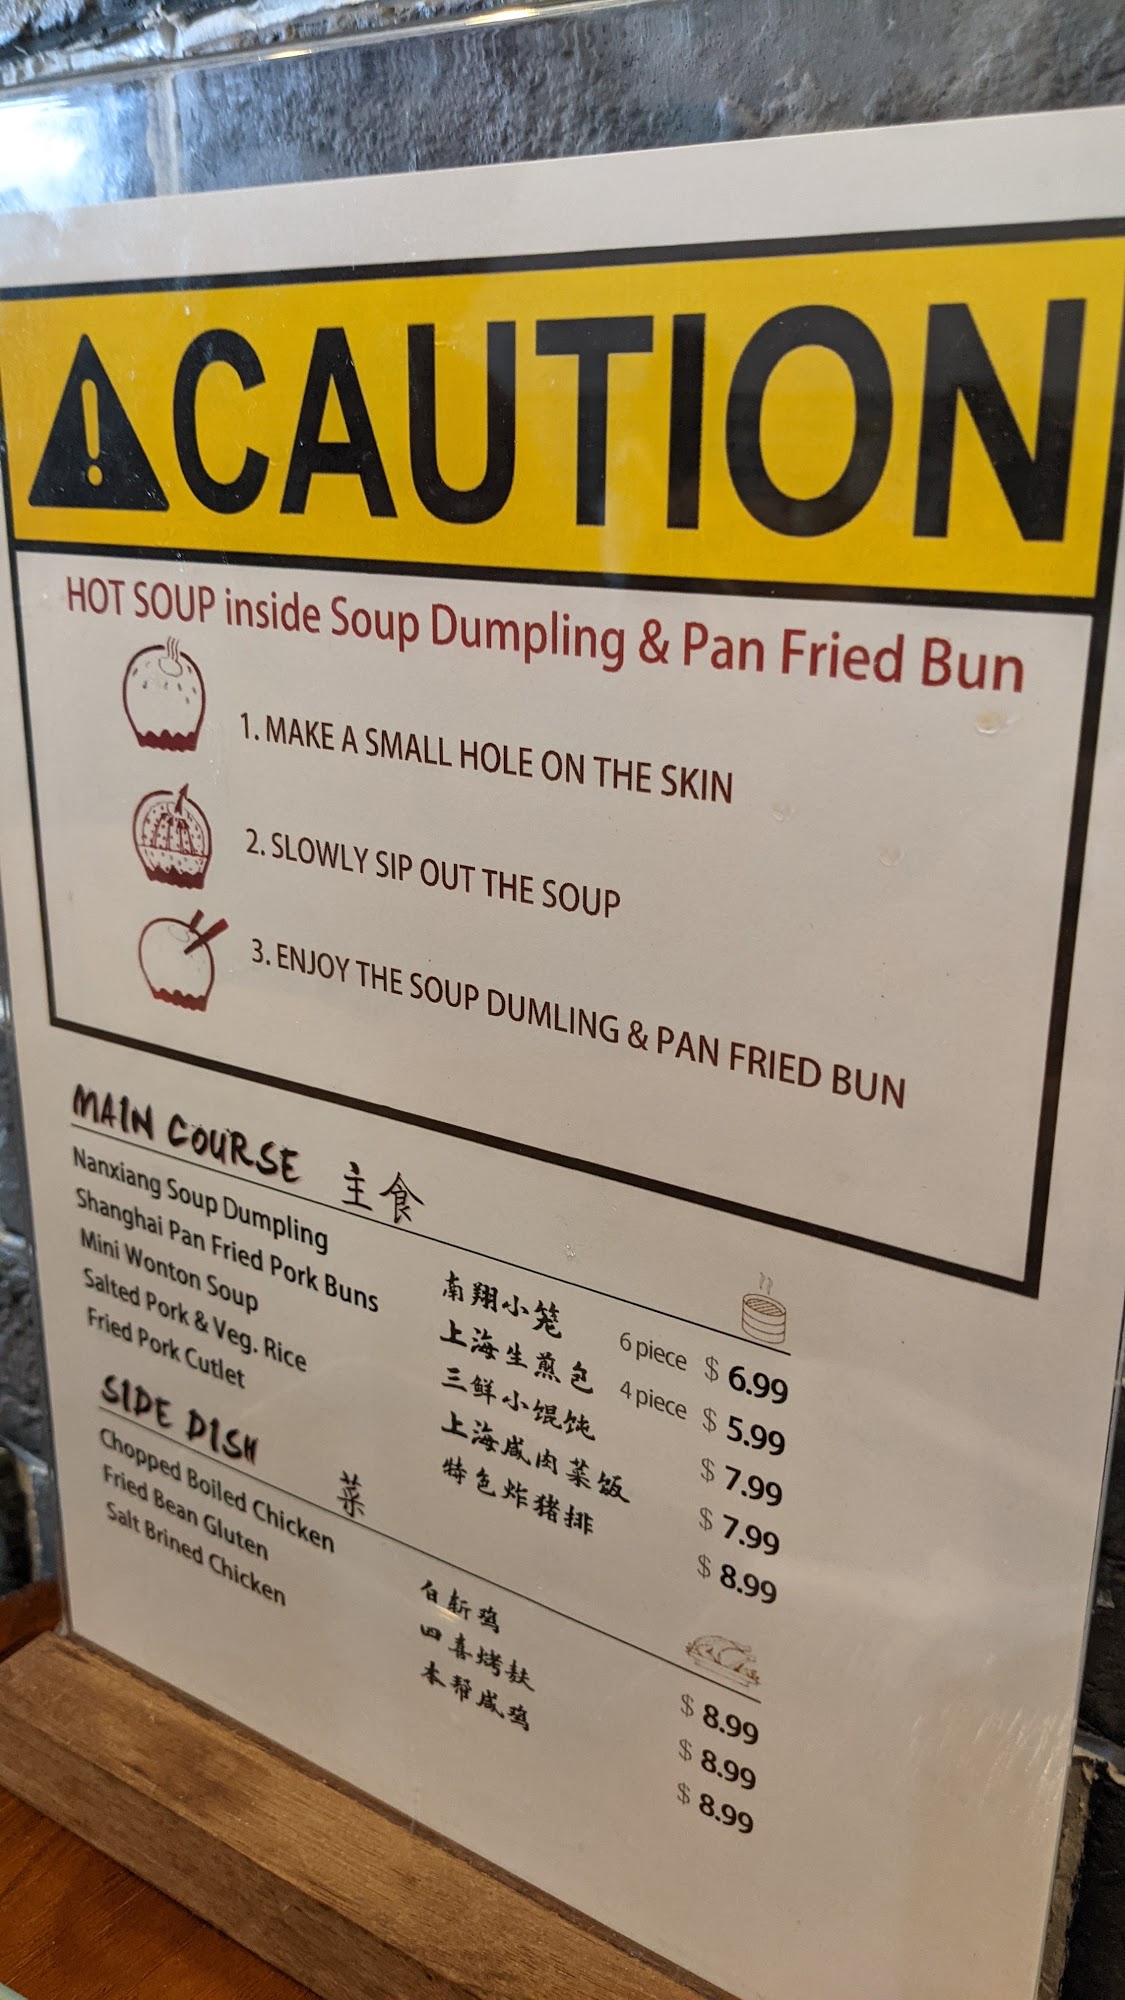 CAUTION
HOT SOUP inside Soup Dumpling & Pan Fried Bun
1. MAKE A SMALL HOLE ON THE SKIN
2. SLOWLY SIP OUT THE SOUP
3. ENJOY THE SOUP DUMLING & PAN FRIED BUN
MAIN COURSE 主食
Nanxiang Soup Dumpling 南翔小笼 6 piece $ 6.99
Shanghai Pan Fried Pork Buns 上海生煎包 4 piece $ 5.99
Mini Wonton Soup 三鲜小馄饨 $ 7.99
Salted Pork & Veg. Rice 上海咸肉菜饭 $ 7.99
Fried Pork Cutlet 特色炸猪排 $ 8.99
SIDE DISH 菜
Chopped Boiled Chicken 白斩鸡 $ 8.99
Fried Bean Gluten 四喜烤麸 $ 8.99
Salt Brined Chicken 本帮咸鸡 $ 8.99